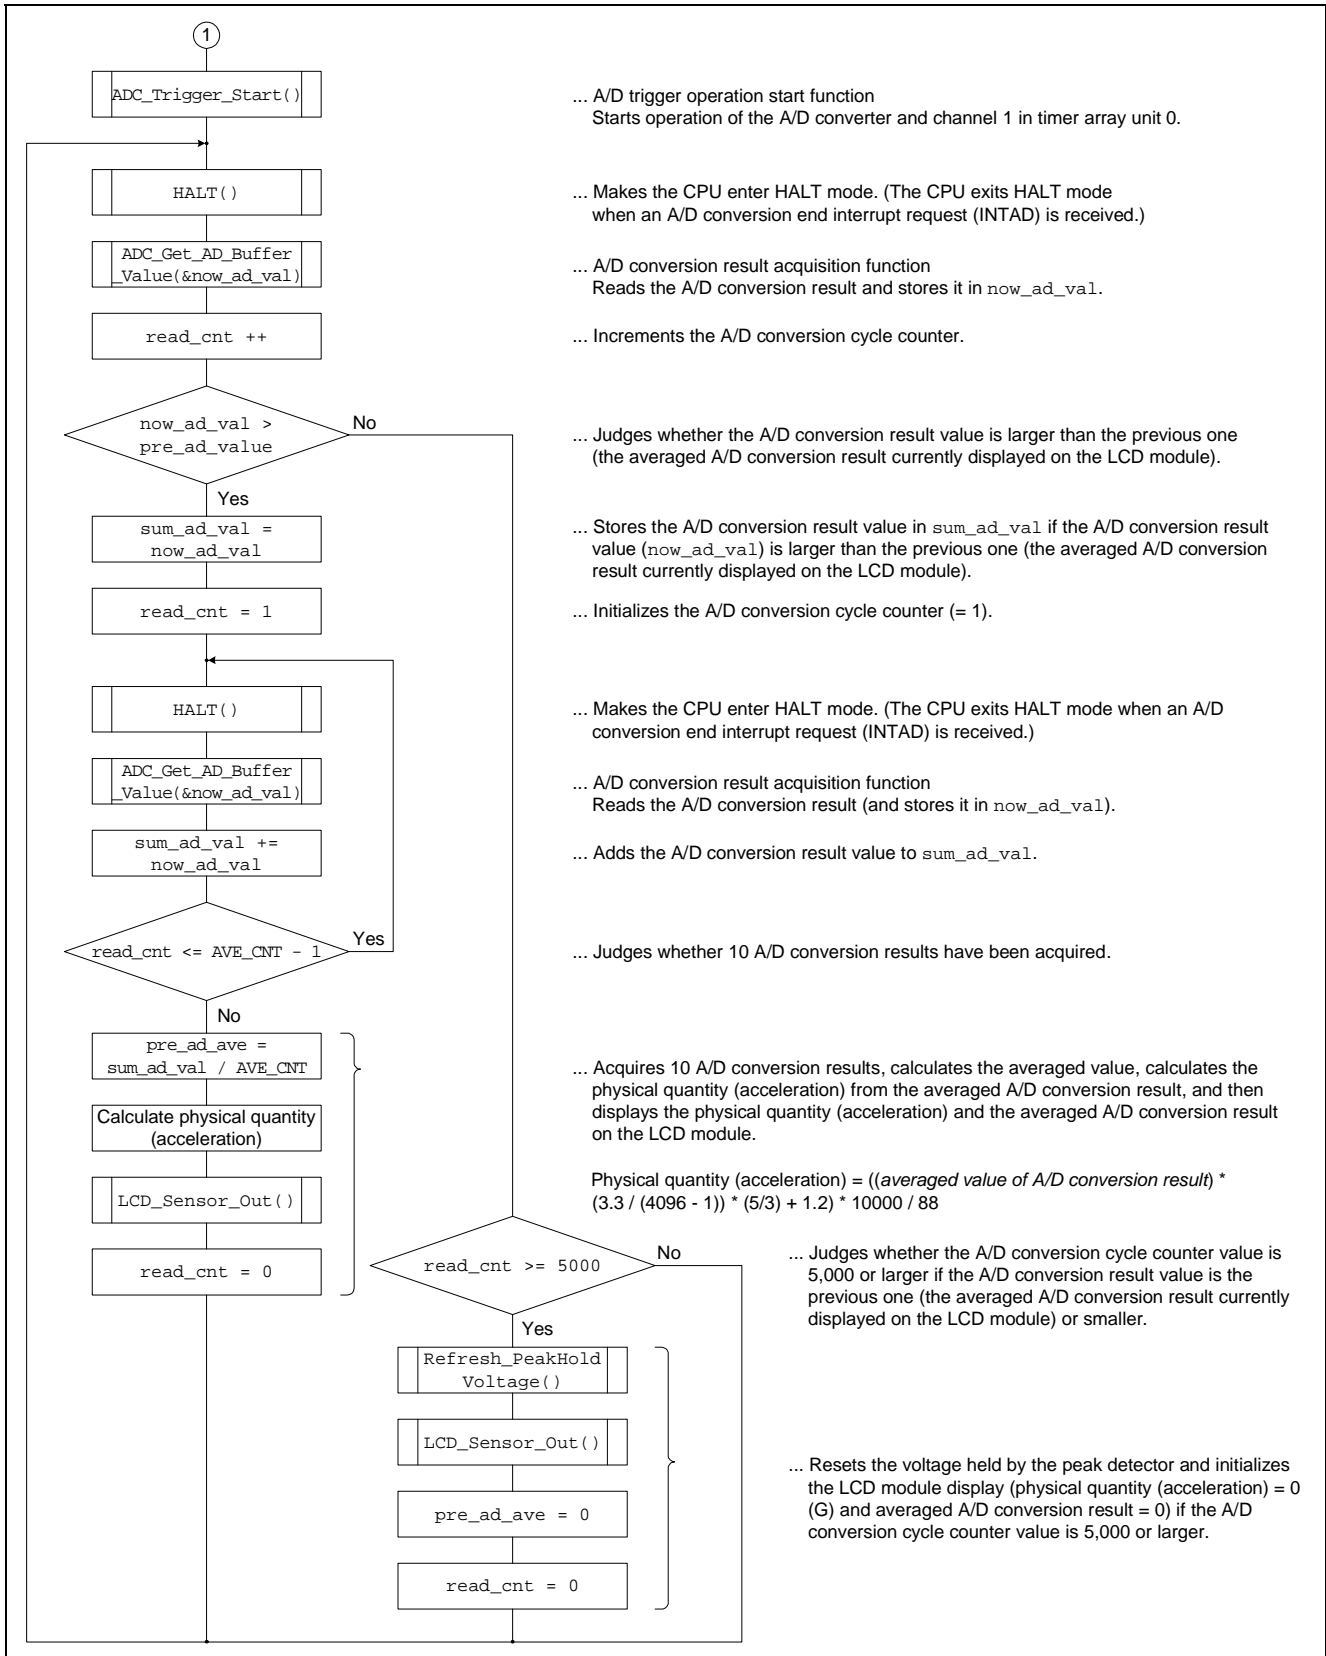 1
ADC_Trigger_Start()
... A/D trigger operation start function
Starts operation of the A/D converter and channel 1 in timer array unit 0.
HALT()
... Makes the CPU enter HALT mode. (The CPU exits HALT mode
when an A/D conversion end interrupt request (INTAD) is received.)
ADC_Get_AD_Buffer
_Value(&now_ad_val)
... A/D conversion result acquisition function
Reads the A/D conversion result and stores it in now_ad_val.
read_cnt ++
... Increments the A/D conversion cycle counter.
now_ad_val >
pre_ad_value
No
... Judges whether the A/D conversion result value is larger than the previous one
(the averaged A/D conversion result currently displayed on the LCD module).
Yes
sum_ad_val =
now_ad_val
... Stores the A/D conversion result value in sum_ad_val if the A/D conversion result
value (now_ad_val) is larger than the previous one (the averaged A/D conversion
result currently displayed on the LCD module).
read_cnt = 1
... Initializes the A/D conversion cycle counter (= 1).
HALT()
... Makes the CPU enter HALT mode. (The CPU exits HALT mode when an A/D
conversion end interrupt request (INTAD) is received.)
ADC_Get_AD_Buffer
_Value(&now_ad_val)
... A/D conversion result acquisition function
Reads the A/D conversion result (and stores it in now_ad_val).
sum_ad_val +=
now_ad_val
... Adds the A/D conversion result value to sum_ad_val.
read_cnt <= AVE_CNT - 1
Yes
... Judges whether 10 A/D conversion results have been acquired.
No
pre_ad_ave =
sum_ad_val / AVE_CNT
... Acquires 10 A/D conversion results, calculates the averaged value, calculates the
physical quantity (acceleration) from the averaged A/D conversion result, and then
displays the physical quantity (acceleration) and the averaged A/D conversion result
on the LCD module.
Calculate physical quantity
(acceleration)
Physical quantity (acceleration) = ((averaged value of A/D conversion result) *
(3.3 / (4096 - 1)) * (5/3) + 1.2) * 10000 / 88
LCD_Sensor_Out()
read_cnt = 0
read_cnt >= 5000
No
... Judges whether the A/D conversion cycle counter value is
5,000 or larger if the A/D conversion result value is the
previous one (the averaged A/D conversion result currently
displayed on the LCD module) or smaller.
Yes
Refresh_PeakHold
Voltage()
LCD_Sensor_Out()
pre_ad_ave = 0
read_cnt = 0
... Resets the voltage held by the peak detector and initializes
the LCD module display (physical quantity (acceleration) = 0
(G) and averaged A/D conversion result = 0) if the A/D
conversion cycle counter value is 5,000 or larger.